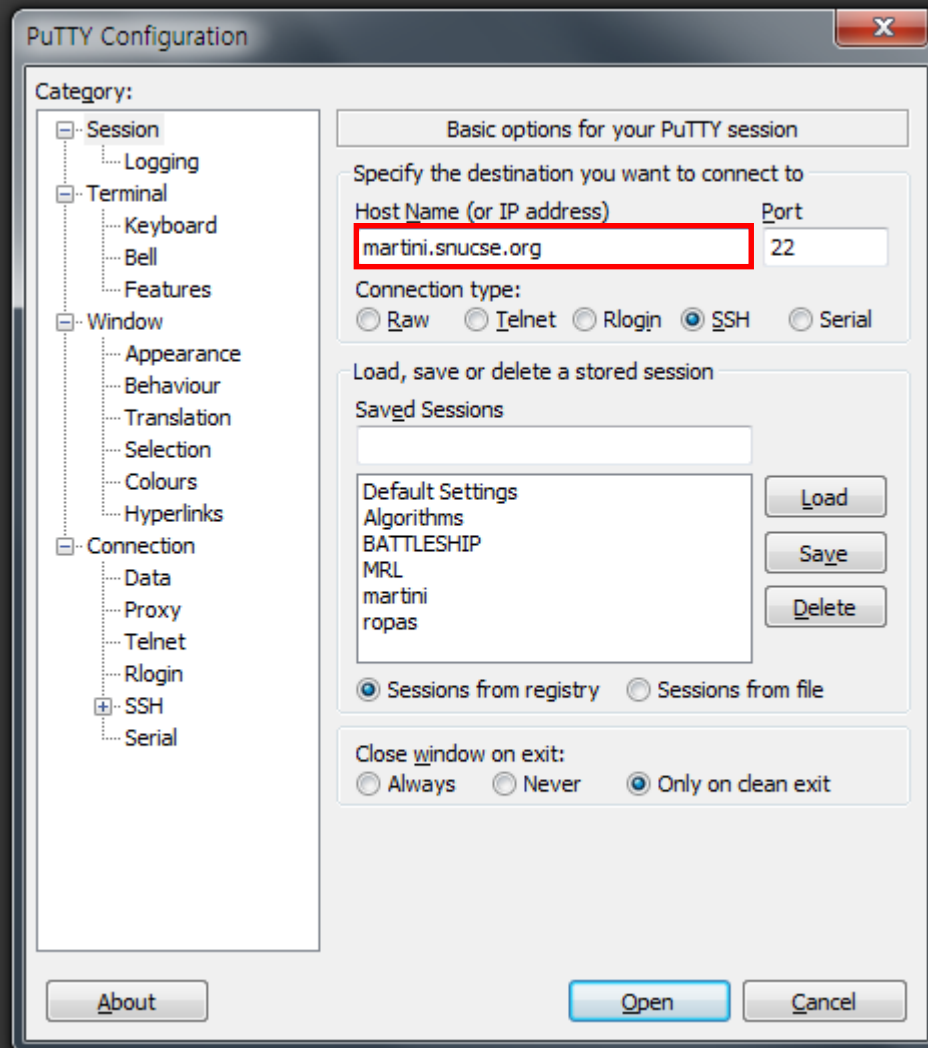 PuTTY Configuration
Category:
Session
Logging
Terminal
Keyboard
Bell
Features
Window
Appearance
Behaviour
Translation
Selection
Colours
Hyperlinks
Connection
Data
Proxy
Telnet
Rlogin
SSH
Serial
Basic options for your PuTTY session
Specify the destination you want to connect to
Host Name (or IP address) Port
martini.snucse.org 22
Connection type:
Raw Telnet Rlogin SSH Serial
Load, save or delete a stored session
Saved Sessions
Default Settings
Algorithms
BATTLESHIP
MRL
martini
ropas
Load
Save
Delete
Sessions from registry Sessions from file
Close window on exit:
Always Never Only on clean exit
About Open Cancel